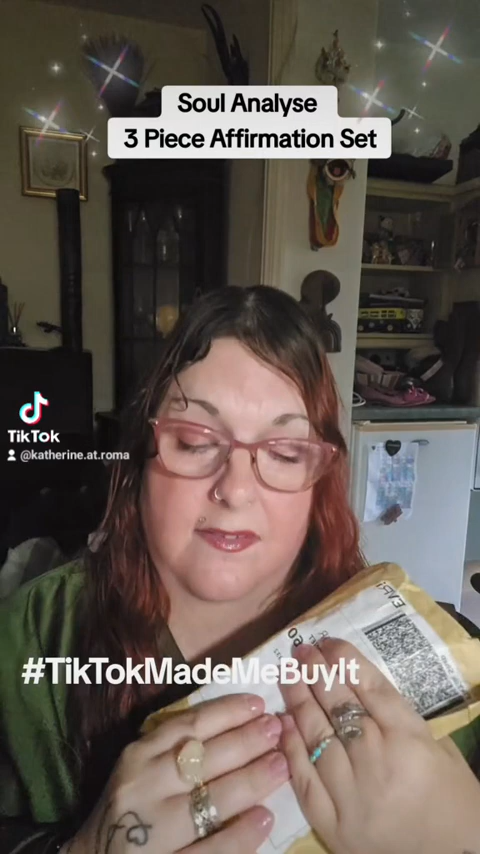 Soul Analyse
3 Piece Affirmation Set
TikTok
@katherine.at.roma
#TikTokMadeMeBuyIt